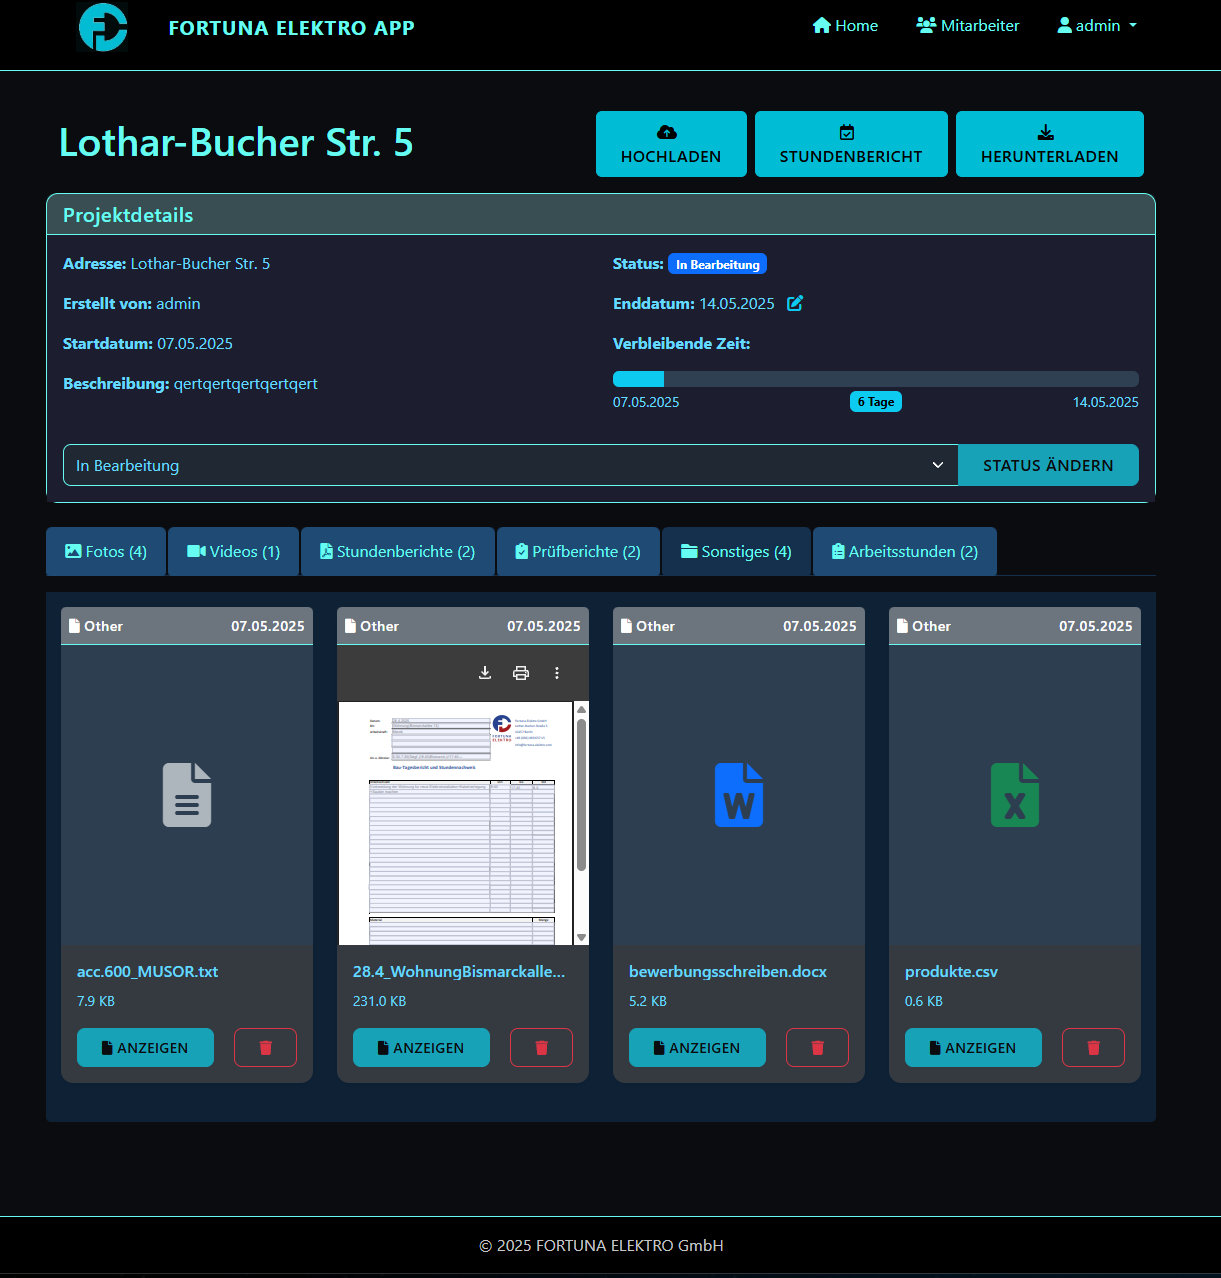 FORTUNA ELEKTRO APP
Home
Mitarbeiter
admin
Lothar-Bucher Str. 5
HOCHLADEN
STUNDENBERICHT
HERUNTERLADEN
Projektdetails
Adresse: Lothar-Bucher Str. 5
Status: In Bearbeitung
Erstellt von: admin
Enddatum: 14.05.2025
Startdatum: 07.05.2025
Verbleibende Zeit:
Beschreibung: qertqertqertqertqert
07.05.2025
6 Tage
14.05.2025
In Bearbeitung
STATUS ÄNDERN
Fotos (4)
Videos (1)
Stundenberichte (2)
Prüfberichte (2)
Sonstiges (4)
Arbeitsstunden (2)
Other 07.05.2025
Other 07.05.2025
Other 07.05.2025
Other 07.05.2025
FORTUNA
ELEKTRO
Bau-Tagesbericht und Stundennachweis
W
X
acc.600_MUSOR.txt
28.4_WohnungBismarckalle...
bewerbungsschreiben.docx
produkte.csv
7.9 KB
231.0 KB
5.2 KB
0.6 KB
ANZEIGEN
ANZEIGEN
ANZEIGEN
ANZEIGEN
© 2025 FORTUNA ELEKTRO GmbH